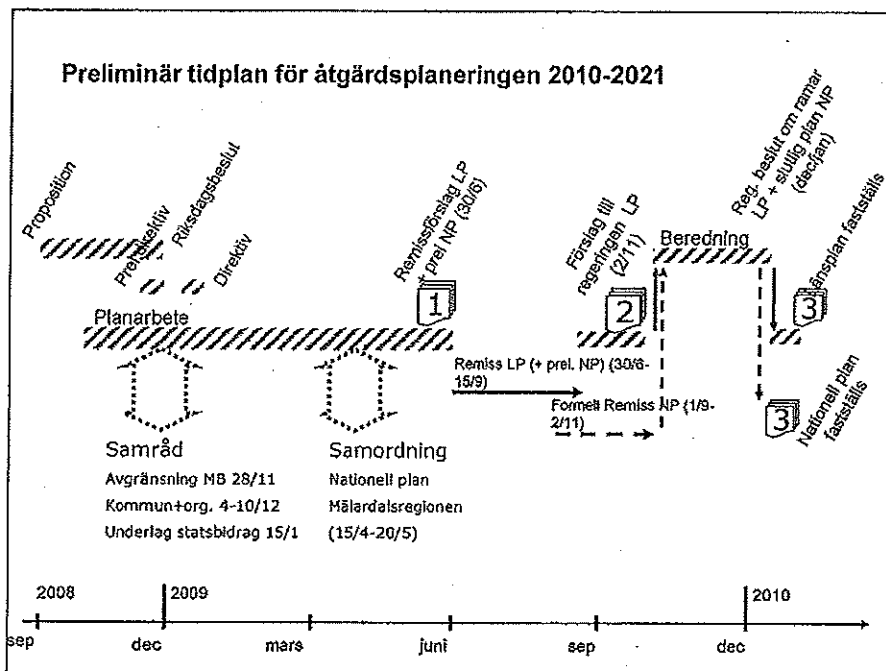 Preliminär tidplan för åtgärdsplaneringen 2010-2021
Proposition
Riksdagsbeslut
Direktiv
Remissförslag LP
+ prel NP (30/6)
Förslag till
regeringen LP
(2/11)
Reg. beslut om ramar
LP + slutlig plan NP
(dec/jan)
Beredning
Planarbete
1
2
3
Länsplan fastställs
Remiss LP (+ prel. NP) (30/6-
15/9)
Formell Remiss NP (1/9-
2/11)
3
Nationell plan
fastställs
Samråd
Avgränsning MB 28/11
Kommun+org. 4-10/12
Underlag statsbidrag 15/1
Samordning
Nationell plan
Mälardalsregionen
(15/4-20/5)
2008
2009
2010
sep
dec
mars
juni
sep
dec